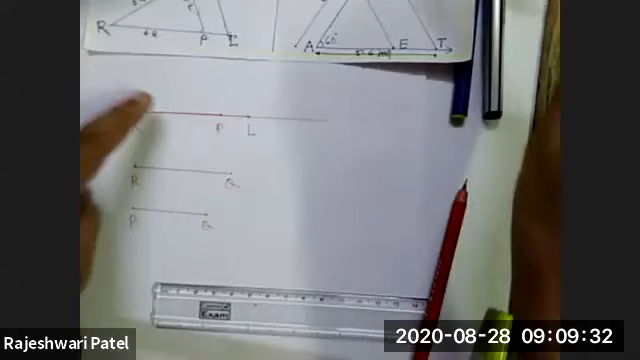 R P L
A 60° E T
P L
R Q
P Q
Exam
Rajeshwari Patel
2020-08-28 09:09:32